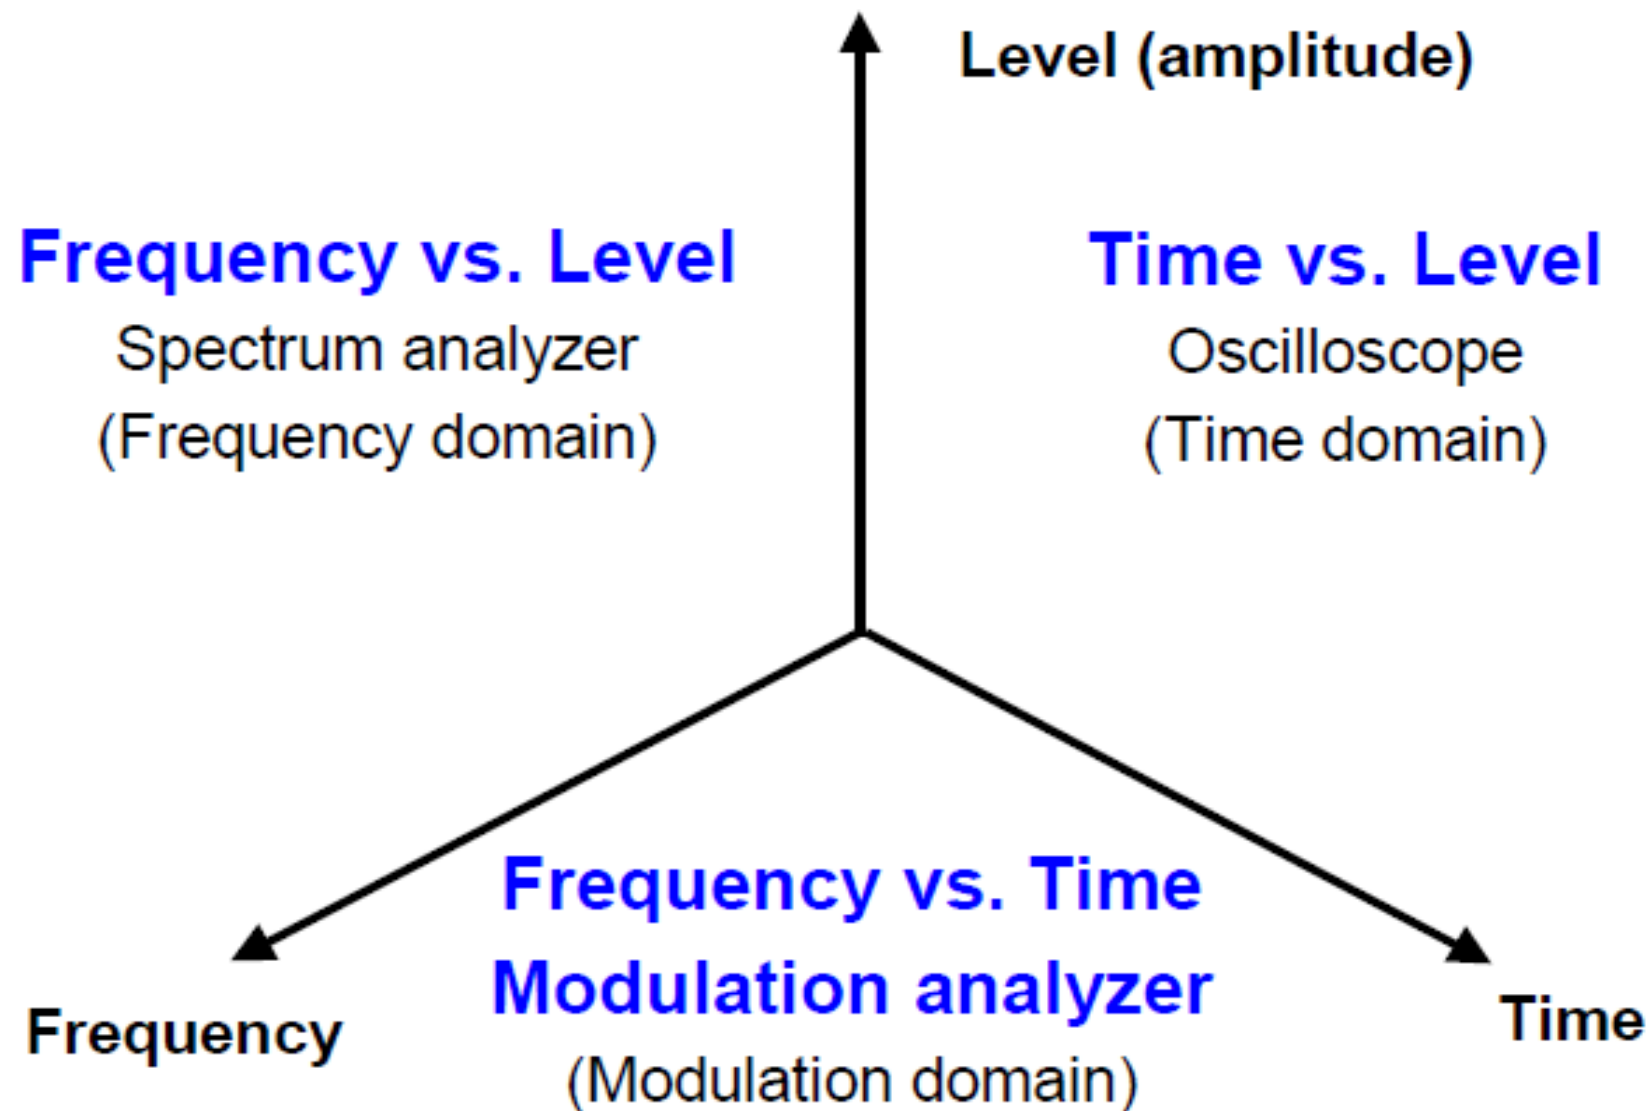 Level (amplitude)
Frequency vs. Level
Spectrum analyzer
(Frequency domain)
Time vs. Level
Oscilloscope
(Time domain)
Frequency vs. Time
Modulation analyzer
(Modulation domain)
Frequency
Time